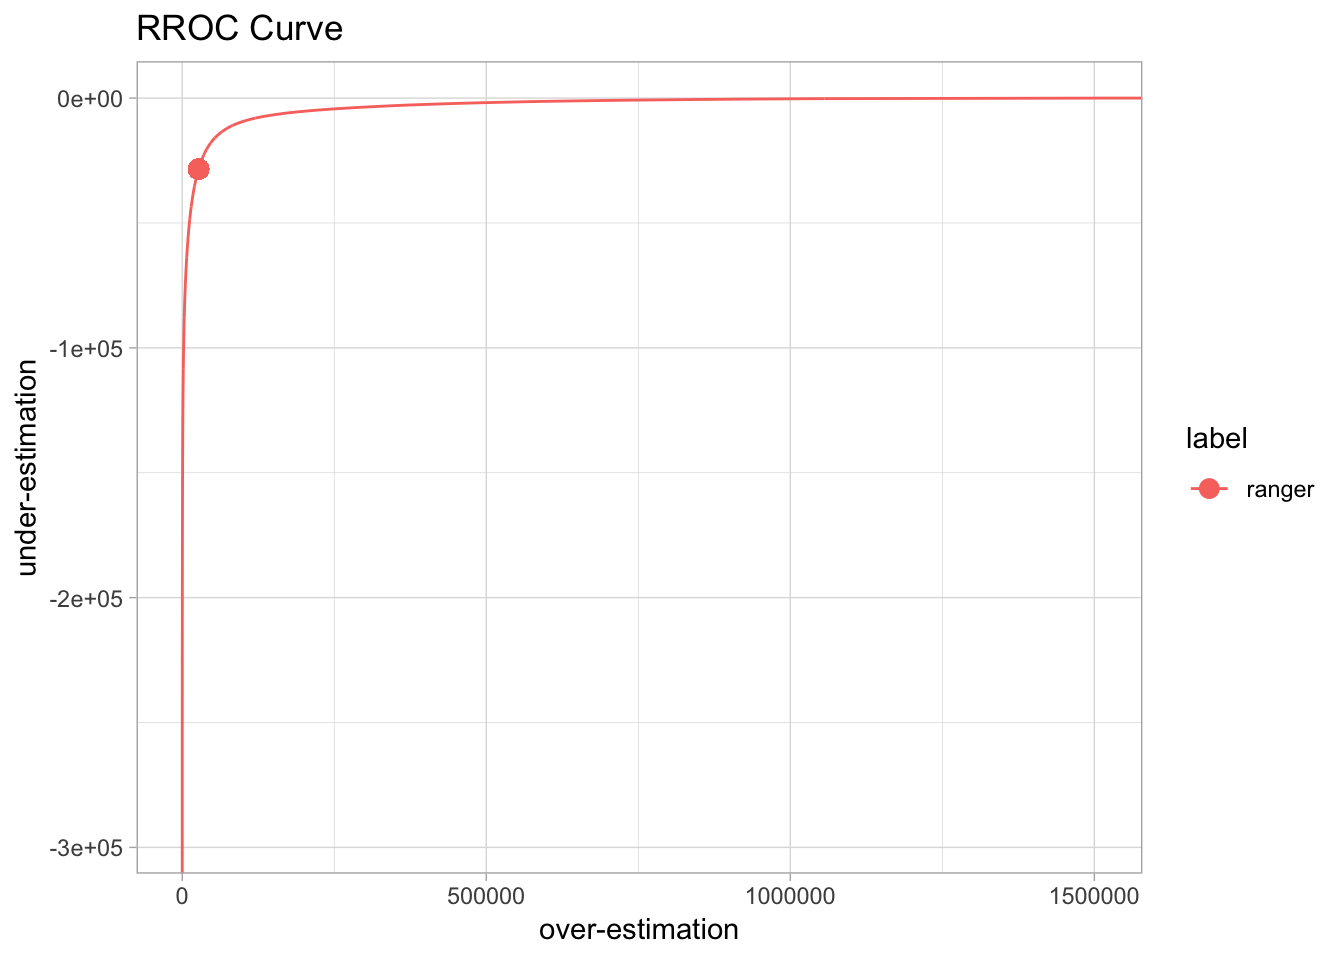 RROC Curve
0e+00
-1e+05
-2e+05
-3e+05
under-estimation
0 500000 1000000 1500000
over-estimation
label
ranger